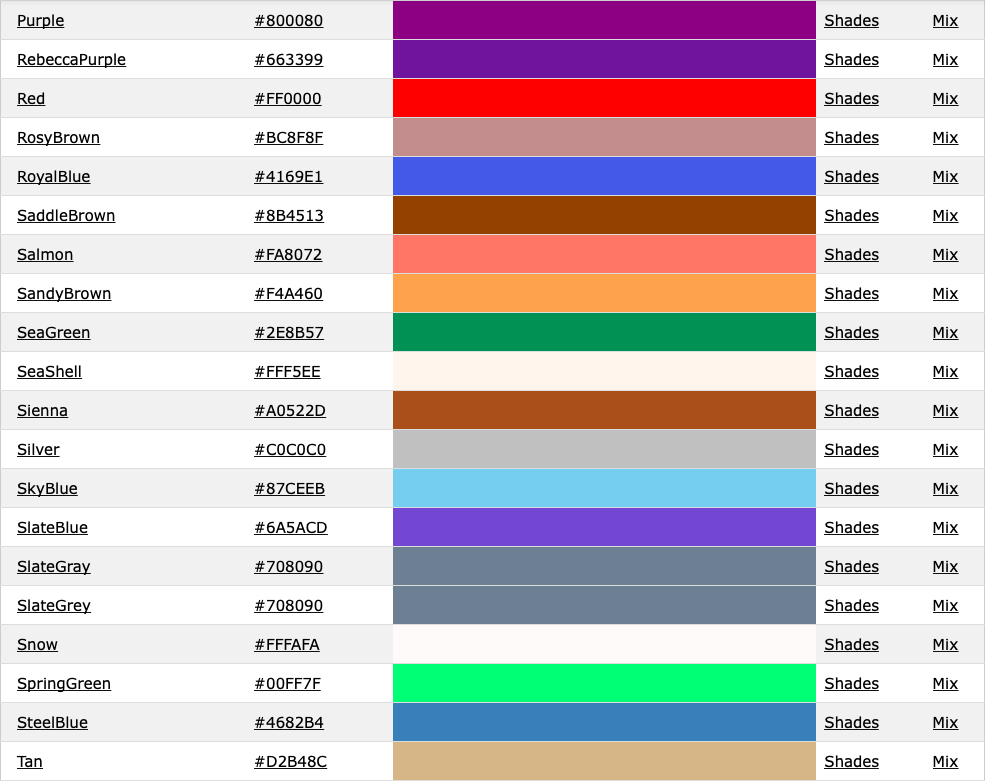 Purple #800080 Shades Mix
RebeccaPurple #663399 Shades Mix
Red #FF0000 Shades Mix
RosyBrown #BC8F8F Shades Mix
RoyalBlue #4169E1 Shades Mix
SaddleBrown #8B4513 Shades Mix
Salmon #FA8072 Shades Mix
SandyBrown #F4A460 Shades Mix
SeaGreen #2E8B57 Shades Mix
SeaShell #FFF5EE Shades Mix
Sienna #A0522D Shades Mix
Silver #C0C0C0 Shades Mix
SkyBlue #87CEEB Shades Mix
SlateBlue #6A5ACD Shades Mix
SlateGray #708090 Shades Mix
SlateGrey #708090 Shades Mix
Snow #FFFAFA Shades Mix
SpringGreen #00FF7F Shades Mix
SteelBlue #4682B4 Shades Mix
Tan #D2B48C Shades Mix